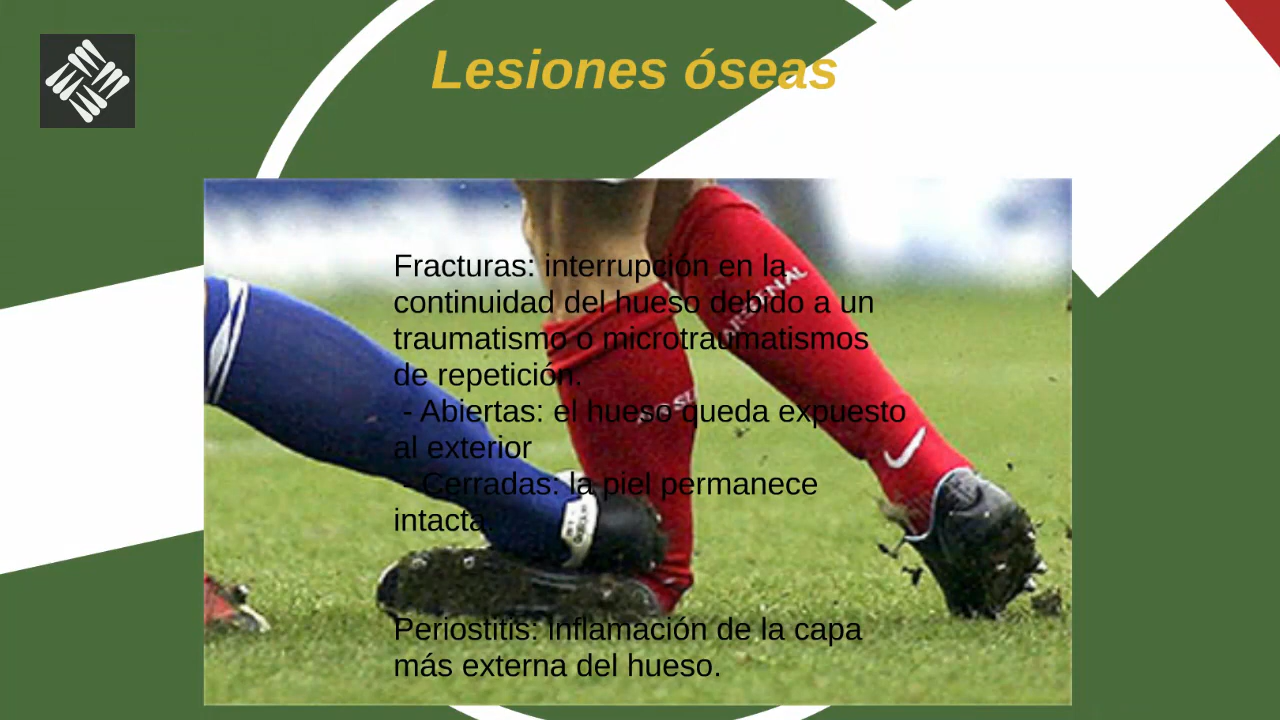 Lesiones óseas
Fracturas: interrupción en la
continuidad del hueso debido a un
traumatismo o microtraumatismos
de repetición.
- Abiertas: el hueso queda expuesto
al exterior
- Cerradas: la piel permanece
intacta.
Periostitis: inflamación de la capa
más externa del hueso.
ARSENAL